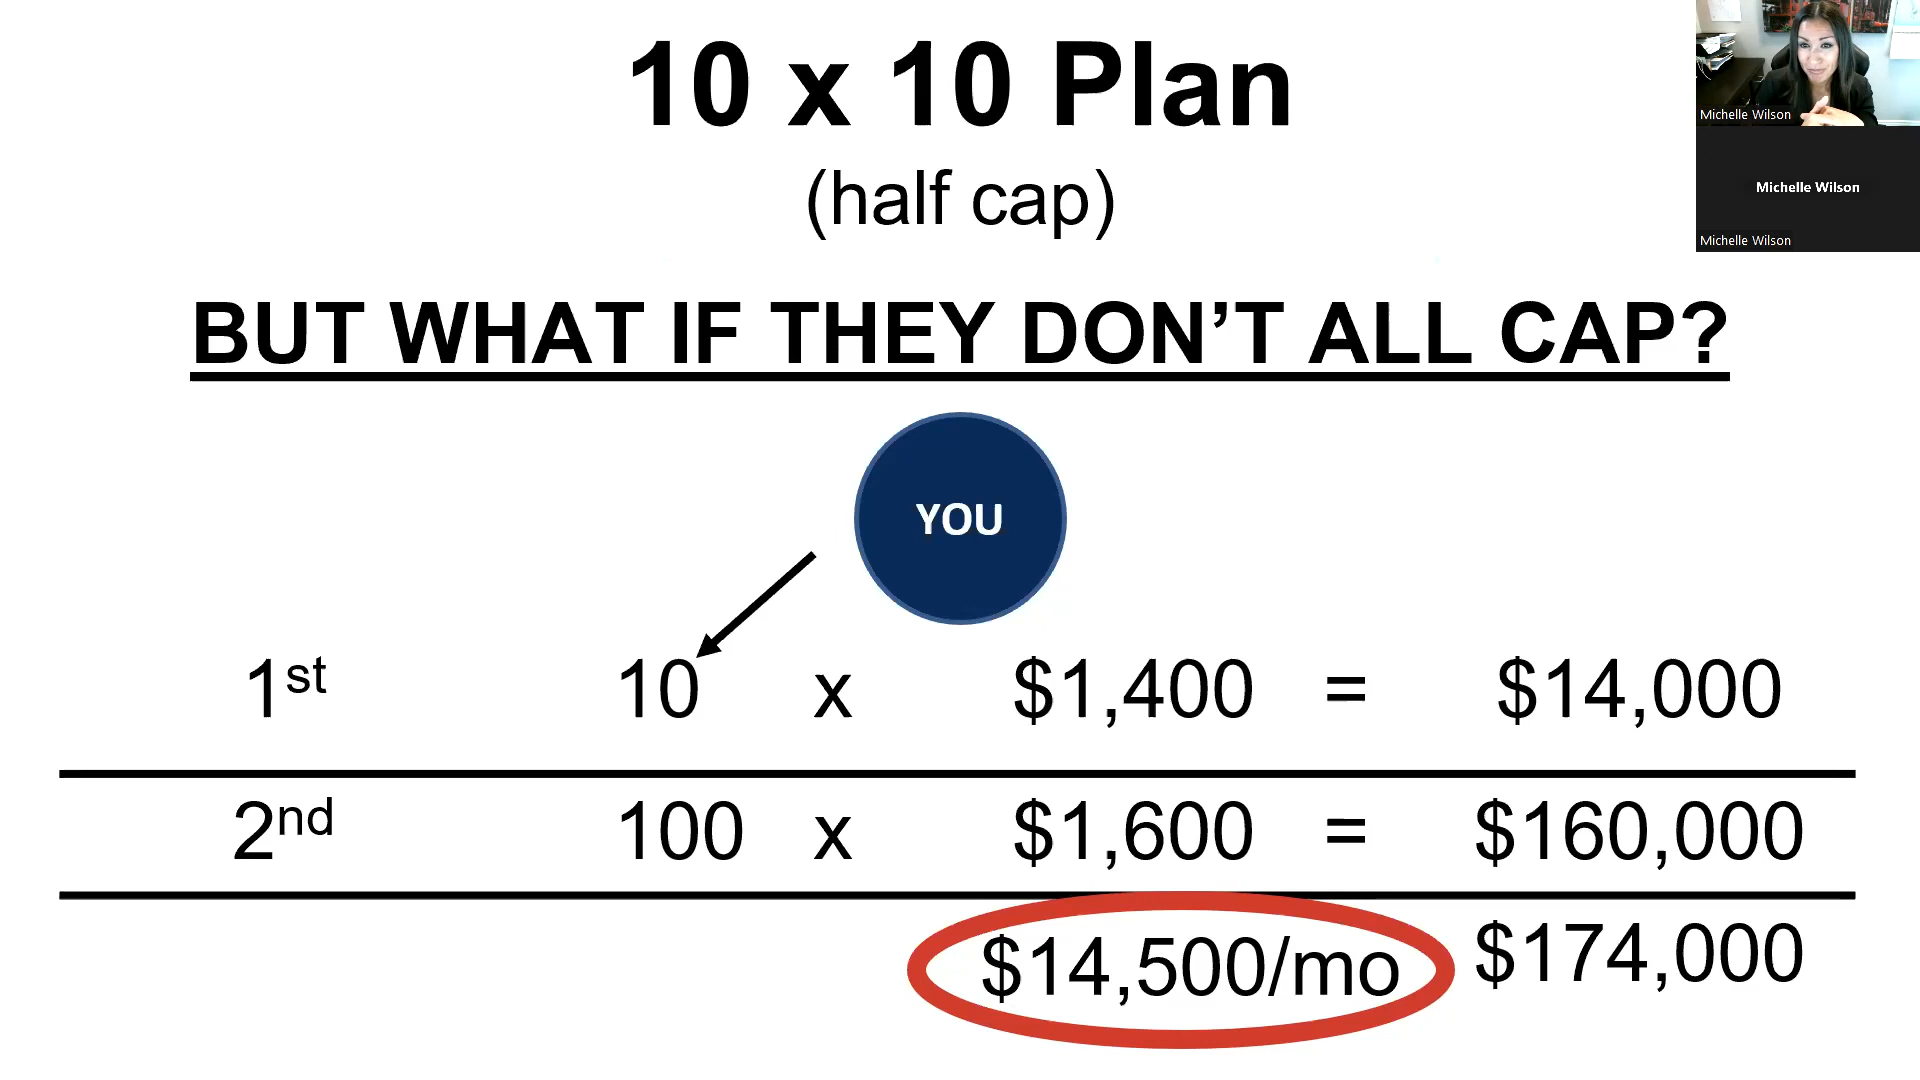 10 x 10 Plan
(half cap)
BUT WHAT IF THEY DON’T ALL CAP?
YOU
1st 10 x $1,400 = $14,000
2nd 100 x $1,600 = $160,000
$14,500/mo $174,000
Michelle Wilson
Michelle Wilson
Michelle Wilson